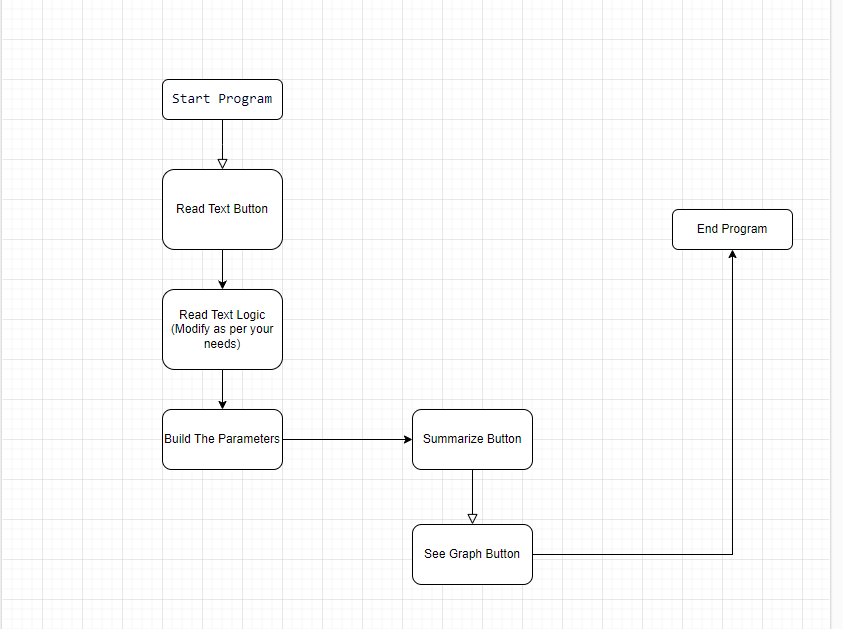 Start Program
Read Text Button
Read Text Logic
(Modify as per your
needs)
Build The Parameters
Summarize Button
See Graph Button
End Program